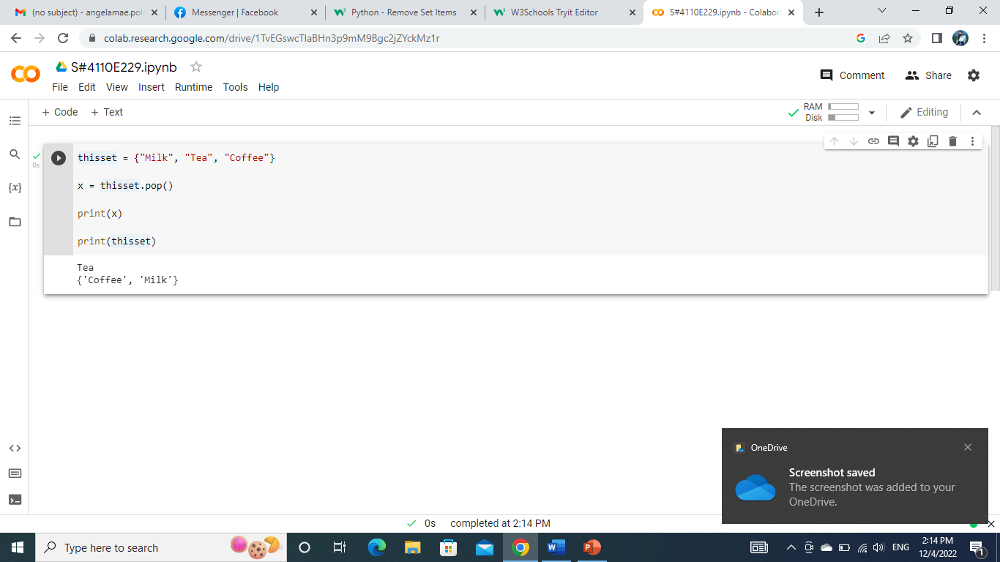 (no subject) - angelamae.pol
Messenger | Facebook
Python - Remove Set Items
W3Schools Tryit Editor
S#4110E229.ipynb - Colabora
colab.research.google.com/drive/1TvEGswcTlaBHn3p9mM9Bgc2jZYckMz1r
S#4110E229.ipynb
Comment
Share
File Edit View Insert Runtime Tools Help
+ Code + Text
RAM
Disk
Editing
thisset = {"Milk", "Tea", "Coffee"}
0s
x = thisset.pop()
{x}
print(x)
print(thisset)
Tea
{'Coffee', 'Milk'}
OneDrive
Screenshot saved
The screenshot was added to your
OneDrive.
0s completed at 2:14 PM
Type here to search
ENG
2:14 PM
12/4/2022
1